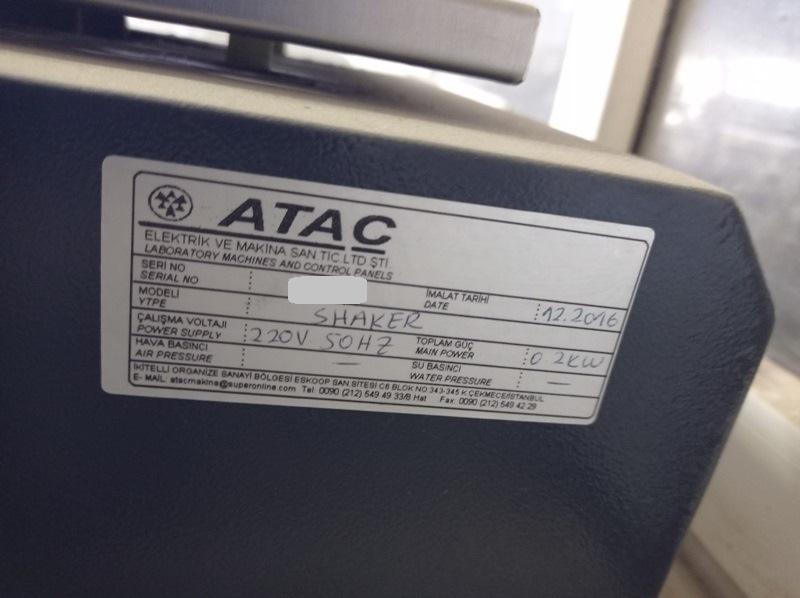 ATAC
ELEKTRİK VE MAKİNA SAN TİC.LTD ŞTİ.
LABORATORY MACHINES AND CONTROL PANELS
SERİ NO
SERIAL NO :
İMALAT TARİHİ
DATE : 12.2016
MODELİ
YTPE : SHAKER
ÇALIŞMA VOLTAJI
POWER SUPPLY : 220V 50HZ
TOPLAM GÜÇ
MAIN POWER : 0.2KW
HAVA BASINCI
AIR PRESSURE : —
SU BASINCI
WATER PRESSURE : —
İKİTELLİ ORGANİZE SANAYİ BÖLGESİ ESKOOP SAN SİTESİ C6 BLOK NO:343-345 K.ÇEKMECE/İSTANBUL
E- MAIL: atacmakina@superonline.com Tel: 0090 (212) 549 49 33/8 Hat Fax: 0090 (212) 549 42 29